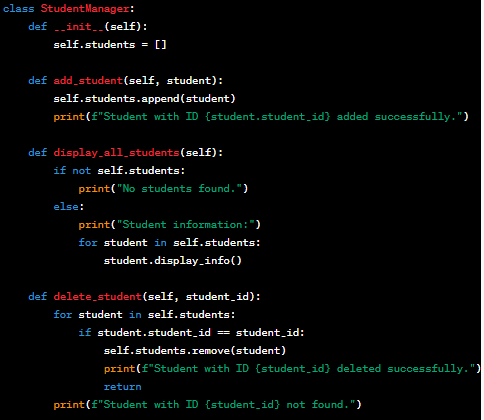 class StudentManager:
    def __init__(self):
        self.students = []
    def add_student(self, student):
        self.students.append(student)
        print(f"Student with ID {student.student_id} added successfully.")
    def display_all_students(self):
        if not self.students:
            print("No students found.")
        else:
            print("Student information:")
            for student in self.students:
                student.display_info()
    def delete_student(self, student_id):
        for student in self.students:
            if student.student_id == student_id:
                self.students.remove(student)
                print(f"Student with ID {student_id} deleted successfully.")
                return
        print(f"Student with ID {student_id} not found.")